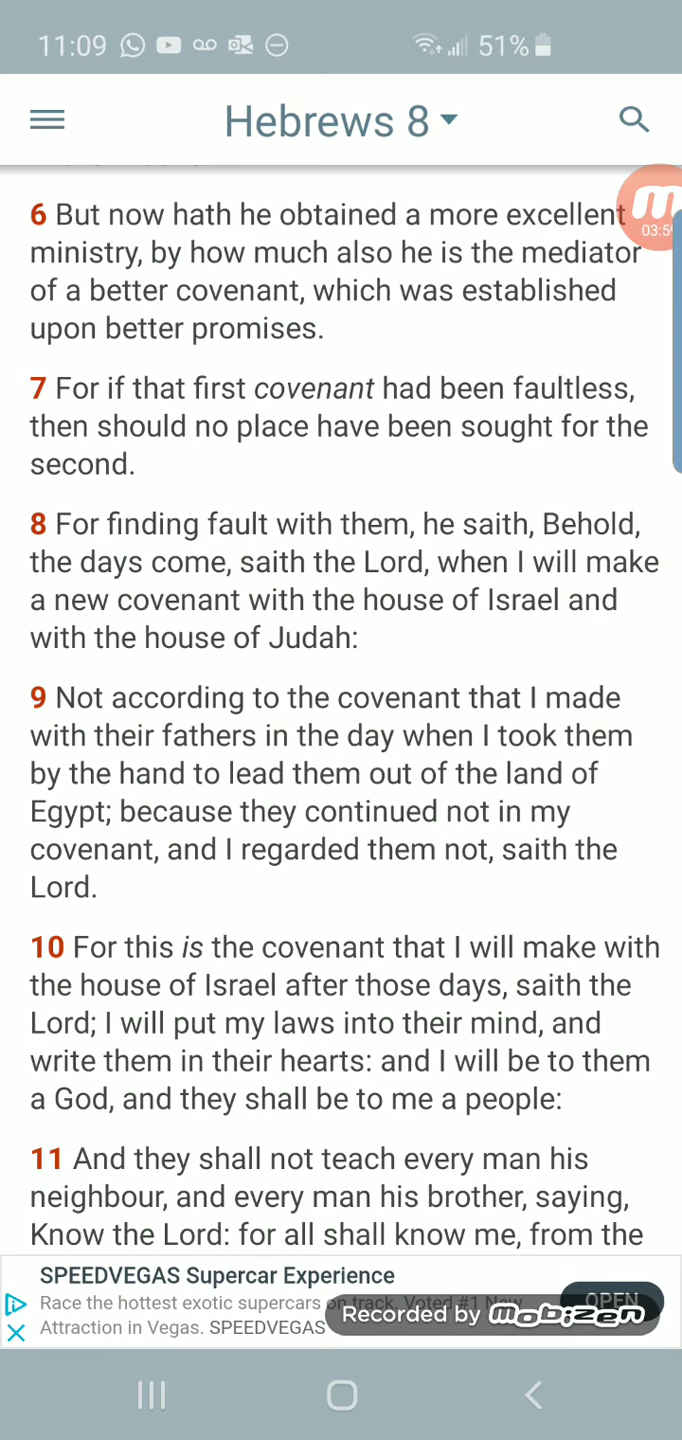 11:09 51%
Hebrews 8
6 But now hath he obtained a more excellent
ministry, by how much also he is the mediator
of a better covenant, which was established
upon better promises.
03:5
7 For if that first covenant had been faultless,
then should no place have been sought for the
second.
8 For finding fault with them, he saith, Behold,
the days come, saith the Lord, when I will make
a new covenant with the house of Israel and
with the house of Judah:
9 Not according to the covenant that I made
with their fathers in the day when I took them
by the hand to lead them out of the land of
Egypt; because they continued not in my
covenant, and I regarded them not, saith the
Lord.
10 For this is the covenant that I will make with
the house of Israel after those days, saith the
Lord; I will put my laws into their mind, and
write them in their hearts: and I will be to them
a God, and they shall be to me a people:
11 And they shall not teach every man his
neighbour, and every man his brother, saying,
Know the Lord: for all shall know me, from the
SPEEDVEGAS Supercar Experience
Race the hottest exotic supercars on track. Voted #1 New
Attraction in Vegas. SPEEDVEGAS
OPEN
Recorded by mobizen